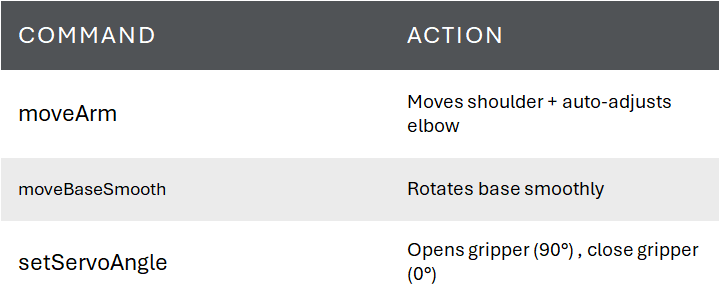 COMMAND ACTION
moveArm Moves shoulder + auto-adjusts
elbow
moveBaseSmooth Rotates base smoothly
setServoAngle Opens gripper (90°) , close gripper
(0°)